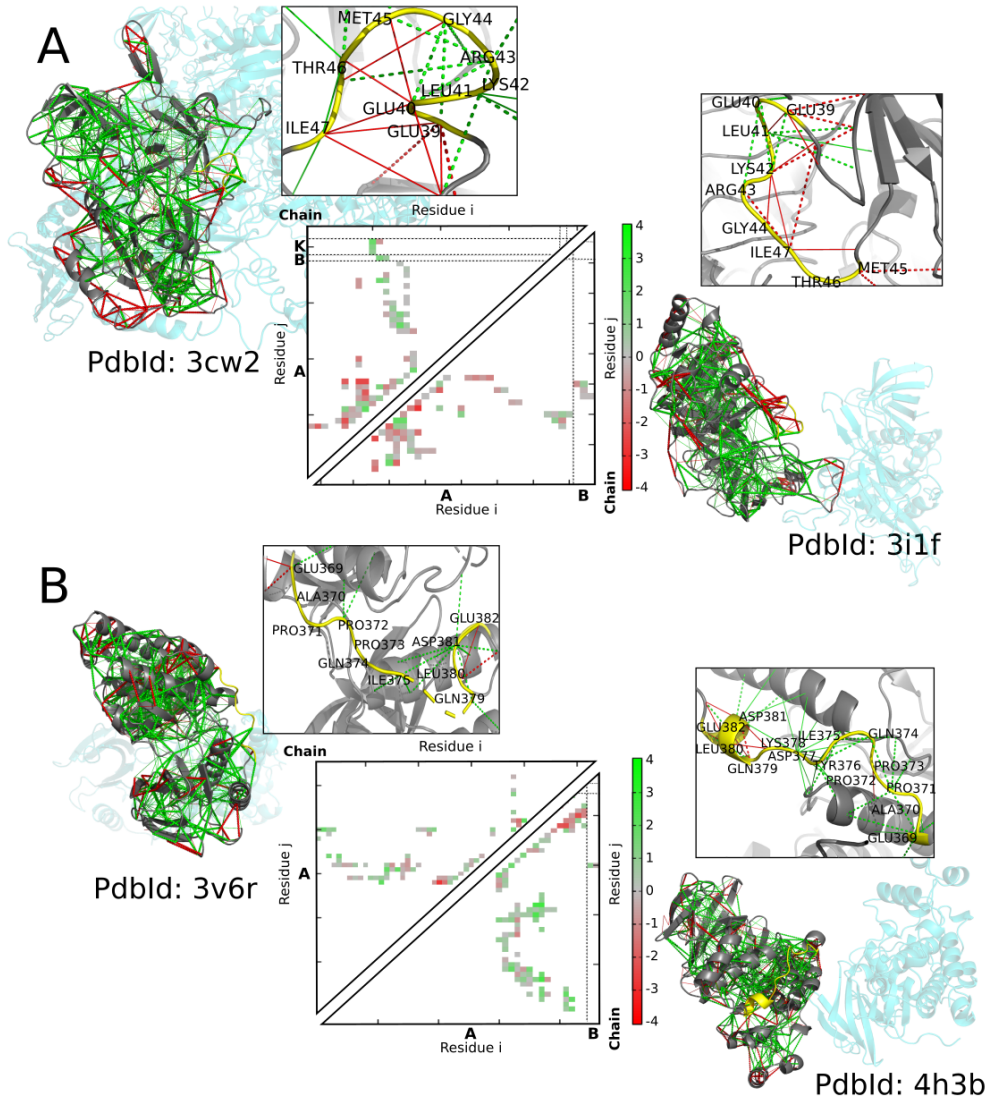 A
MET45
GLY44
THR46
ARG43
LEU41
LYS42
GLU40
ILE47
GLU39
Chain
Residue i
K
B
A
Residue j
PdbId: 3cw2
4
3
2
1
0
-1
-2
-3
-4
Residue j
Chain
A
B
Residue i
GLU40
GLU39
LEU41
LYS42
ARG43
GLY44
ILE47
MET45
THR46
PdbId: 3i1f
B
GLU369
ALA370
PRO371
PRO372
GLU382
PRO373
ASP381
GLN374
ILE375
LEU380
GLN379
Chain
Residue i
A
Residue j
PdbId: 3v6r
4
3
2
1
0
-1
-2
-3
-4
Residue j
Chain
A
B
Residue i
ASP381
GLU382
ILE375
GLN374
LEU380
LYS378
ASP377
GLN379
TYR376
PRO373
PRO372
PRO371
ALA370
GLU369
PdbId: 4h3b